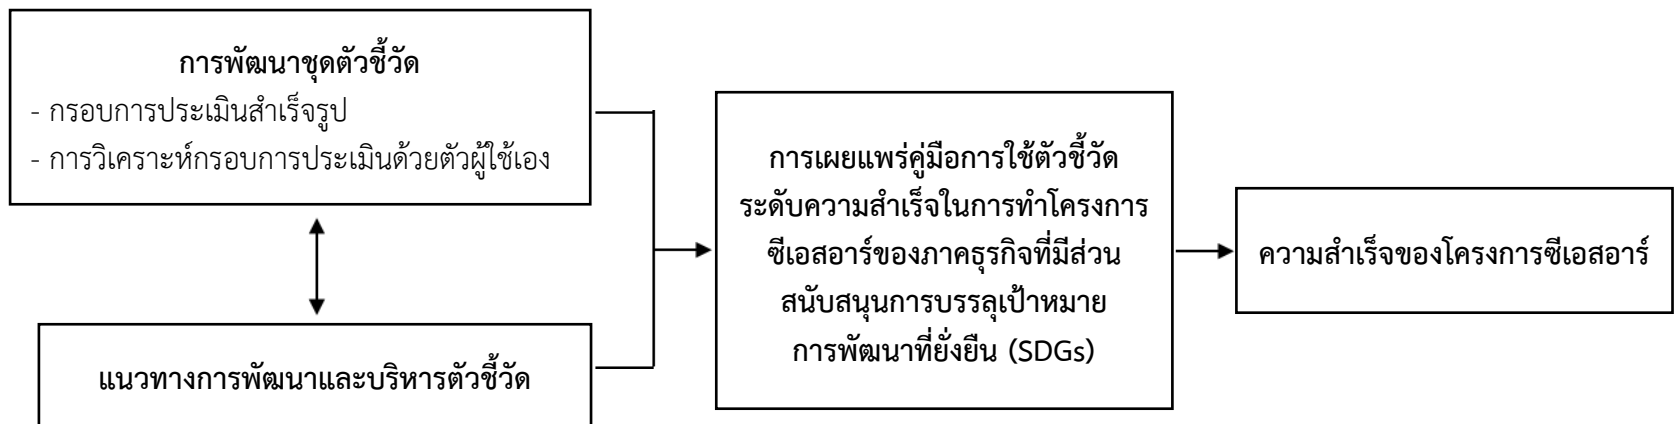 การพัฒนาชุดตัวชี้วัด
- กรอบการประเมินสำเร็จรูป
- การวิเคราะห์กรอบการประเมินด้วยตัวผู้ใช้เอง
แนวทางการพัฒนาและบริหารตัวชี้วัด
การเผยแพร่คู่มือการใช้ตัวชี้วัด
ระดับความสำเร็จในการทำโครงการ
ซีเอสอาร์ของภาคธุรกิจที่มีส่วน
สนับสนุนการบรรลุเป้าหมาย
การพัฒนาที่ยั่งยืน (SDGs)
ความสำเร็จของโครงการซีเอสอาร์